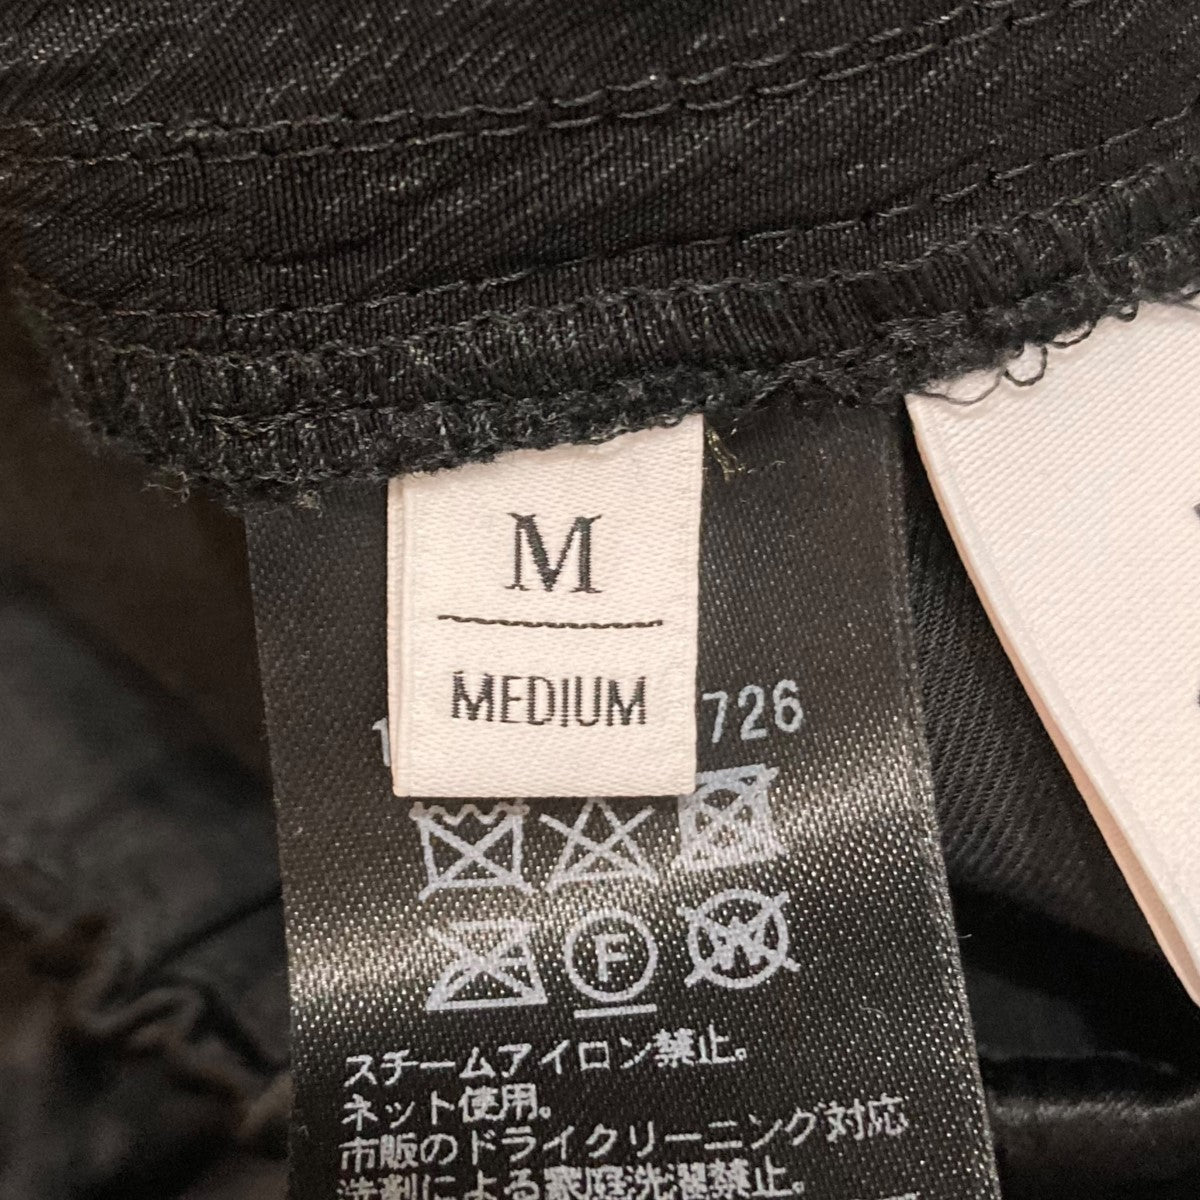 M
MEDIUM
726
F
W
スチームアイロン禁止。
ネット使用。
市販のドライクリーニング対応
洗剤による家庭洗濯禁止。